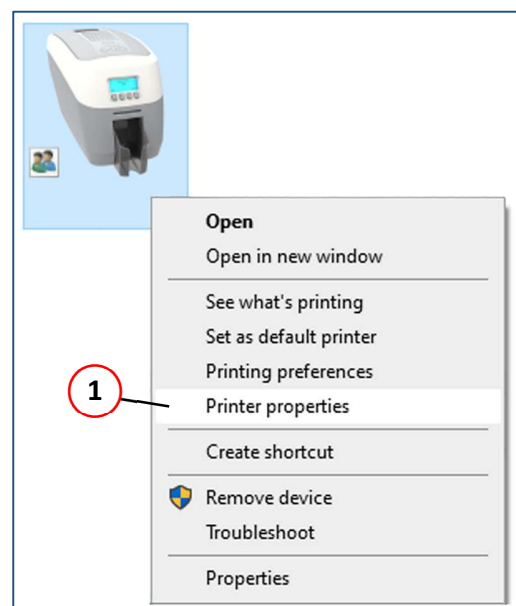 Open
Open in new window
See what's printing
Set as default printer
Printing preferences
1
Printer properties
Create shortcut
Remove device
Troubleshoot
Properties